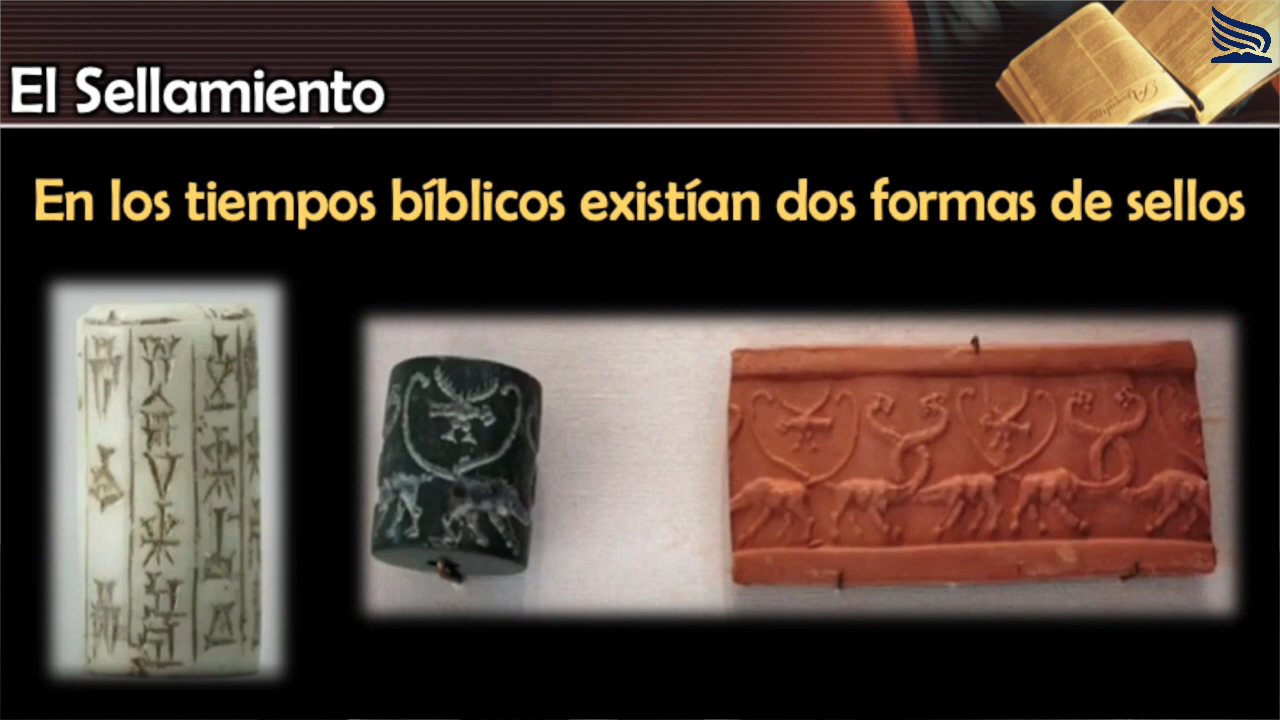 El Sellamiento
En los tiempos bíblicos existían dos formas de sellos